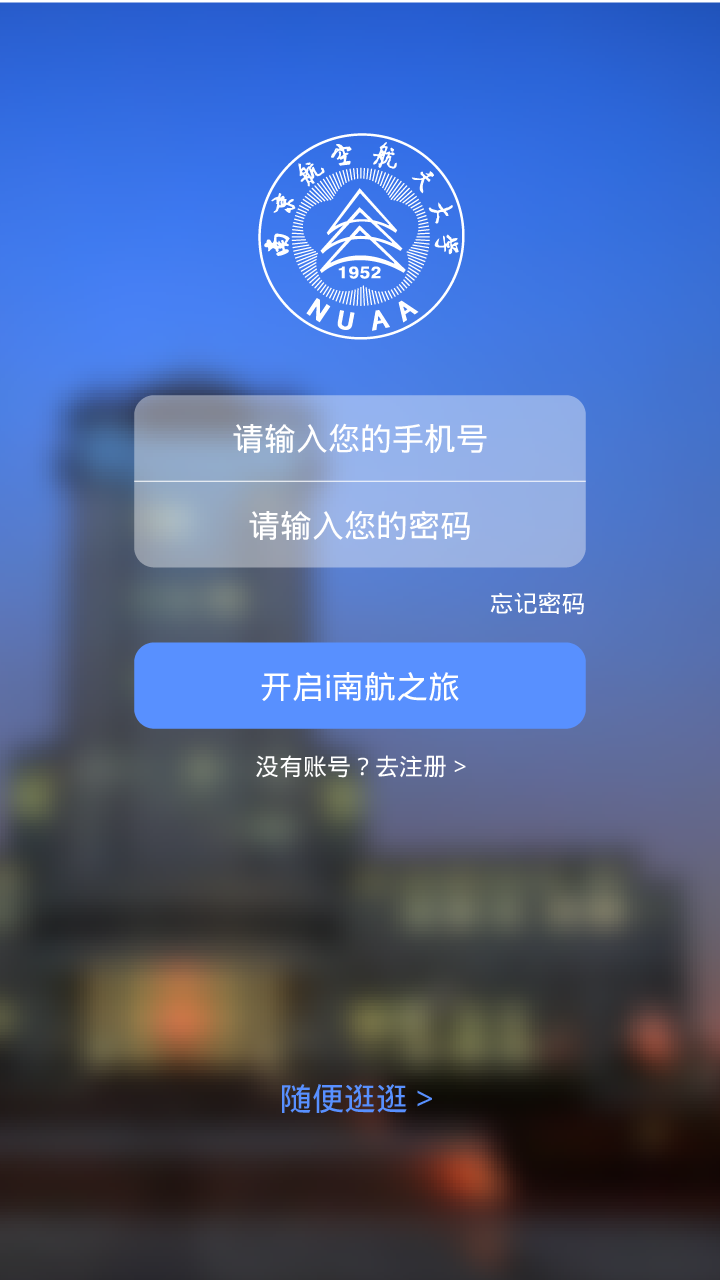 南京航空航天大学
1952
NUAA
请输入您的手机号
请输入您的密码
忘记密码
开启i南航之旅
没有账号？去注册 >
随便逛逛 >